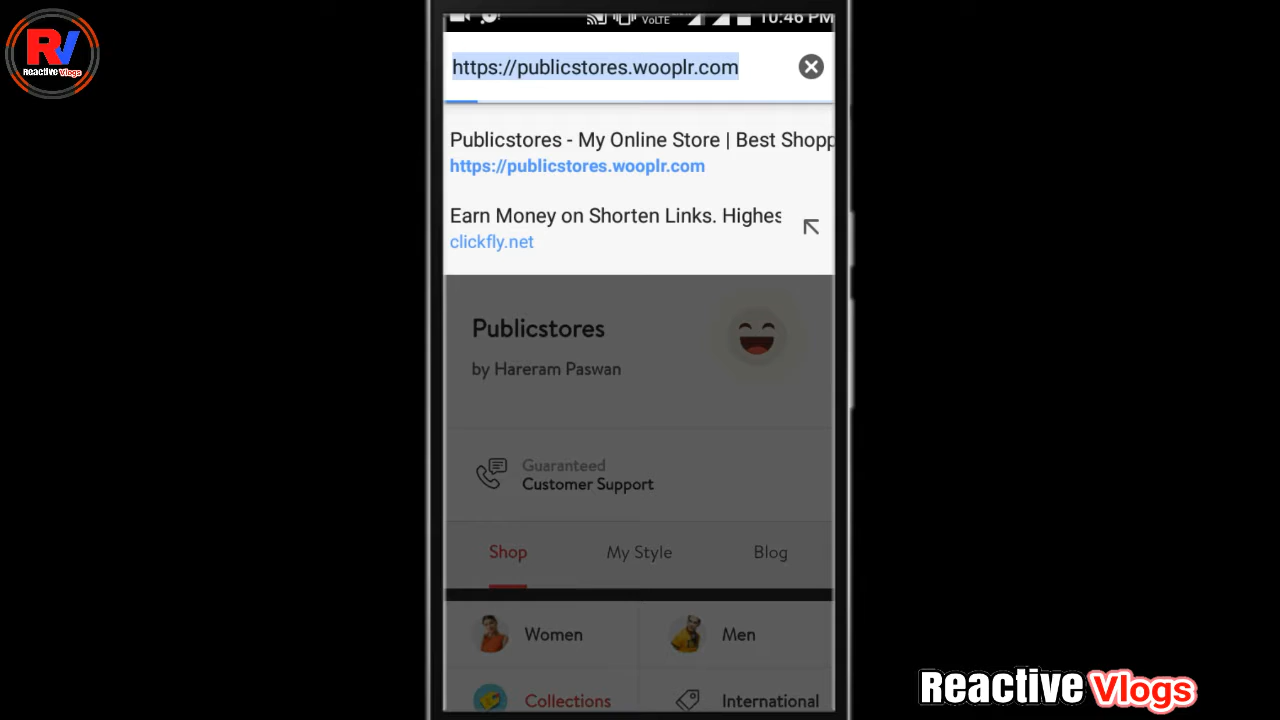 RV
Reactive Vlogs
VoLTE
10:46 PM
https://publicstores.wooplr.com
Publicstores - My Online Store | Best Shopp
https://publicstores.wooplr.com
Earn Money on Shorten Links. Highes
clickfly.net
Publicstores
by Hareram Paswan
Guaranteed
Customer Support
Shop My Style Blog
Women Men
Collections International
Reactive Vlogs